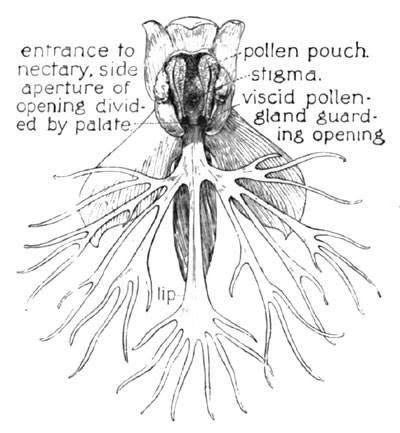 entrance to
nectary, side
aperture of
opening divid-
ed by palate
pollen pouch.
stigma.
viscid pollen-
gland guard-
ing opening
lip